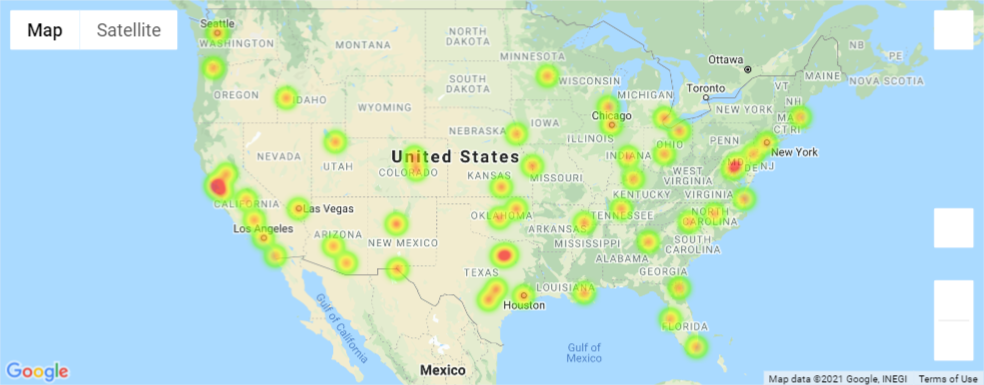 Map
Satellite
Seattle
WASHINGTON
MONTANA
NORTH
DAKOTA
MINNESOTA
Ottawa
NB
PE
MAINE
NOVA SCOTIA
OREGON
IDAHO
SOUTH
DAKOTA
WISCONSIN
MICHIGAN
Toronto
VT
NH
NEW YORK
MA
CT RI
WYOMING
Chicago
IOWA
NEBRASKA
ILLINOIS
INDIANA
OHIO
PENN
New York
NEVADA
UTAH
United States
COLORADO
KANSAS
MISSOURI
WEST
VIRGINIA
MD
DE
NJ
CALIFORNIA
Las Vegas
KENTUCKY
VIRGINIA
OKLAHOMA
TENNESSEE
NORTH
CAROLINA
Los Angeles
ARIZONA
NEW MEXICO
ARKANSAS
MISSISSIPPI
SOUTH
CAROLINA
ALABAMA
TEXAS
GEORGIA
LOUISIANA
Houston
Gulf of
California
FLORIDA
Gulf of
Mexico
Mexico
Google
Map data ©2021 Google, INEGI
Terms of Use